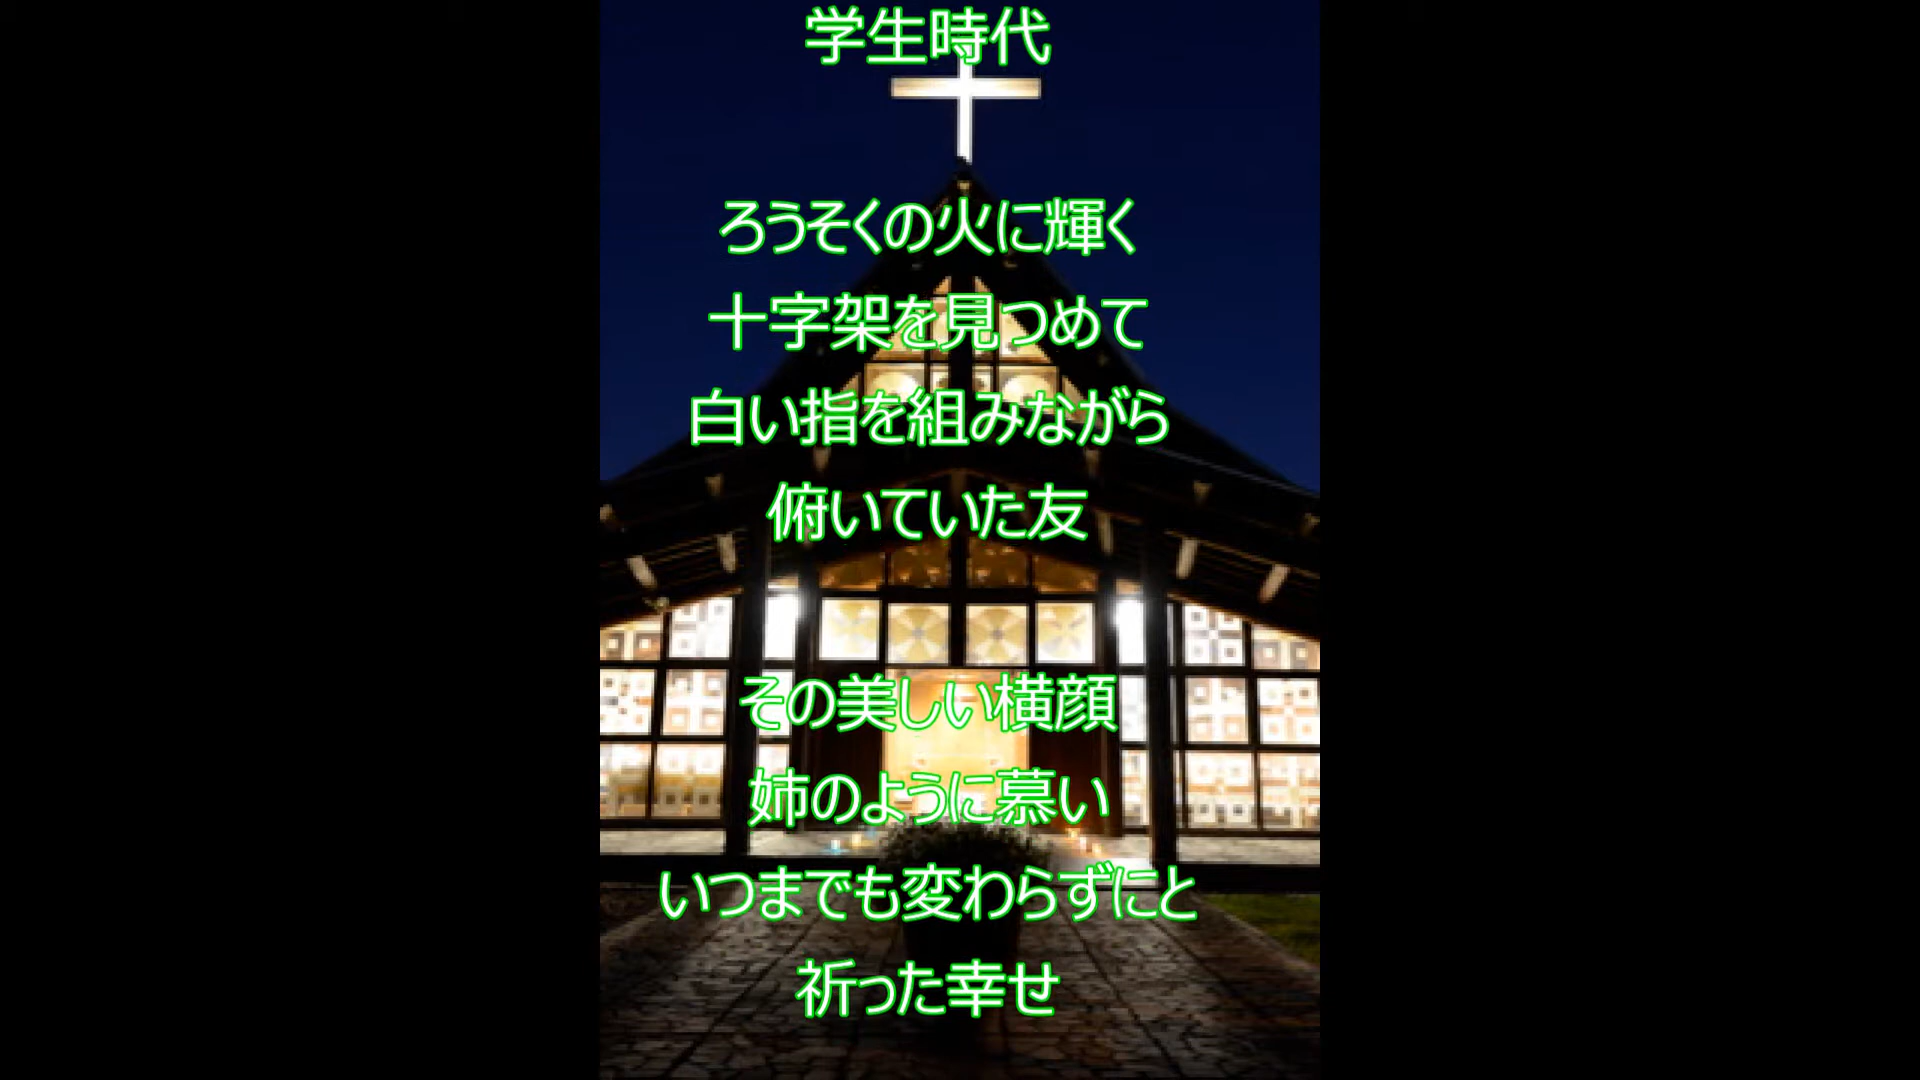 学生時代
ろうそくの火に輝く
十字架を見つめて
白い指を組みながら
俯いていた友
その美しい横顔
姉のように慕い
いつまでも変わらずにと
祈った幸せ